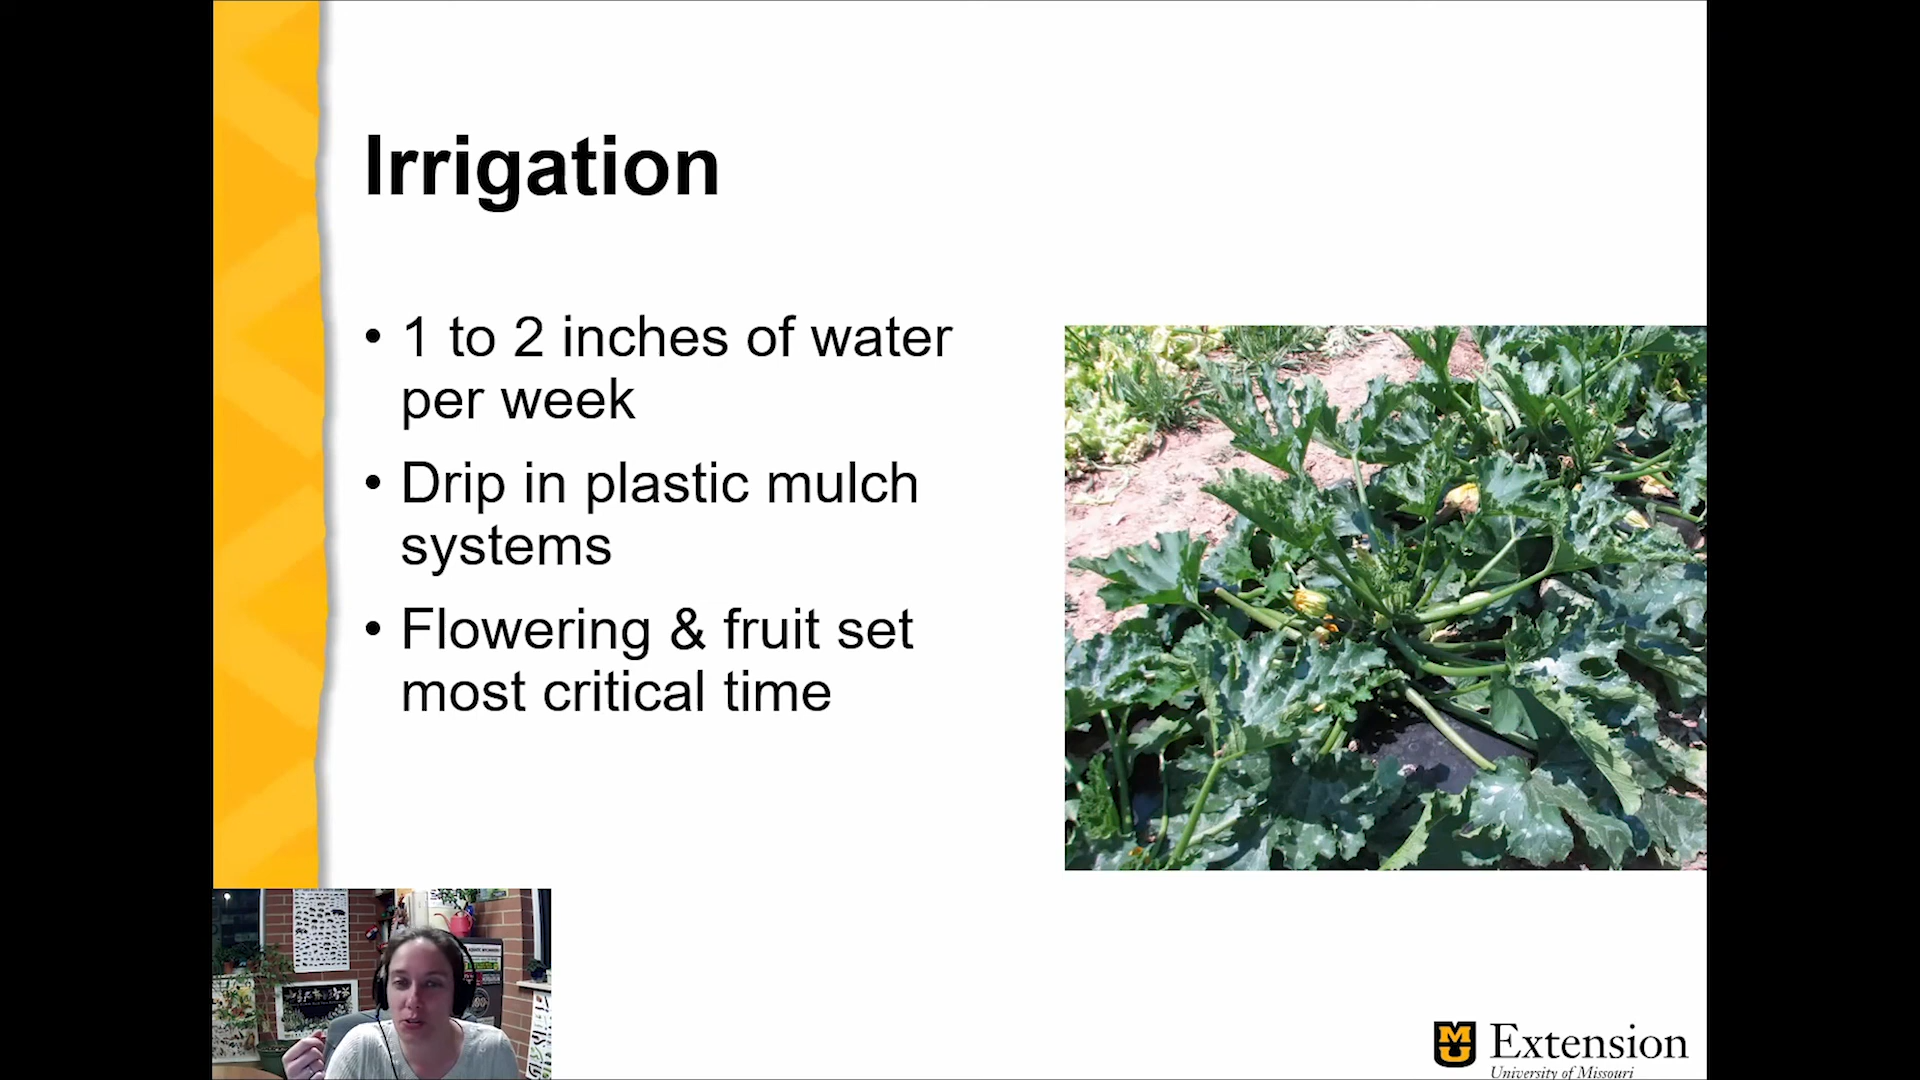 Irrigation
• 1 to 2 inches of water
per week
• Drip in plastic mulch
systems
• Flowering & fruit set
most critical time
MU
Extension
University of Missouri